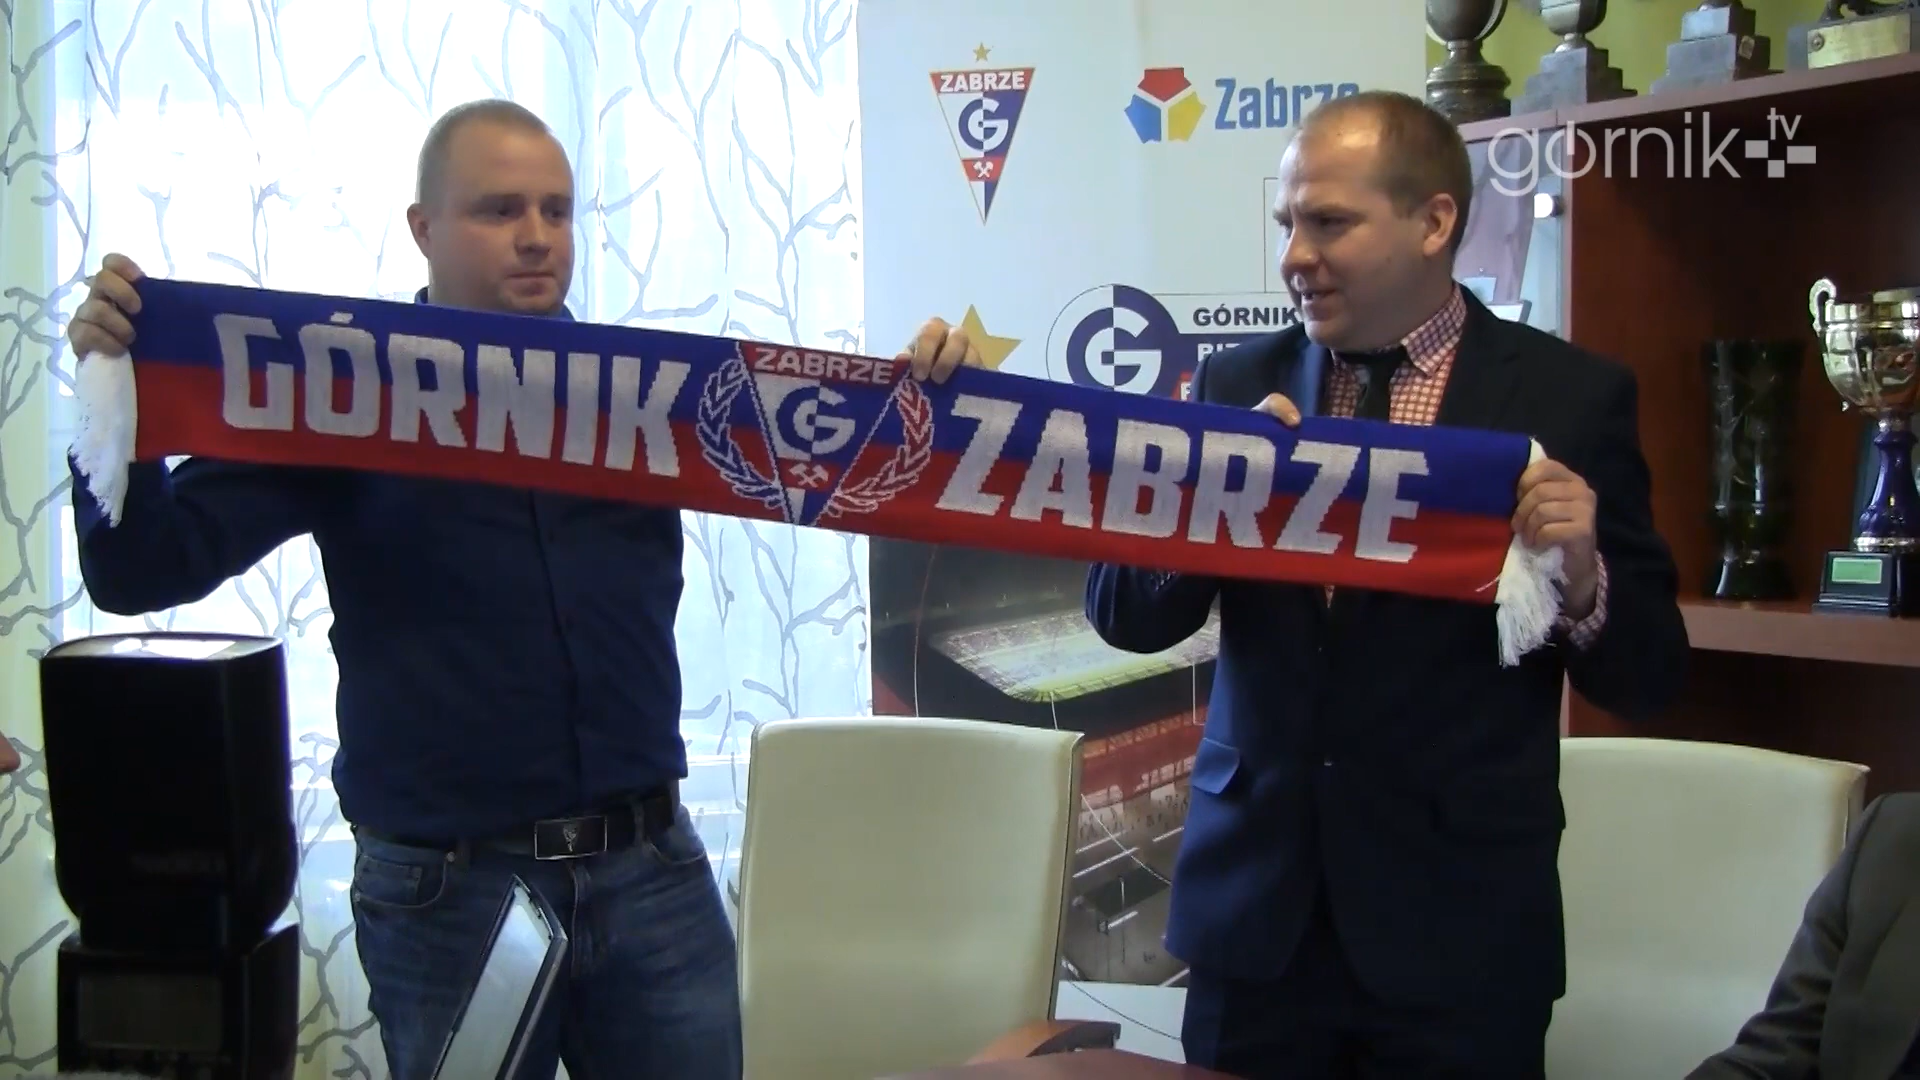 ZABRZE
G
Zabrze
górnik tv
GÓRNIK
G
GÓRNIK ZABRZE
ZABRZE
G